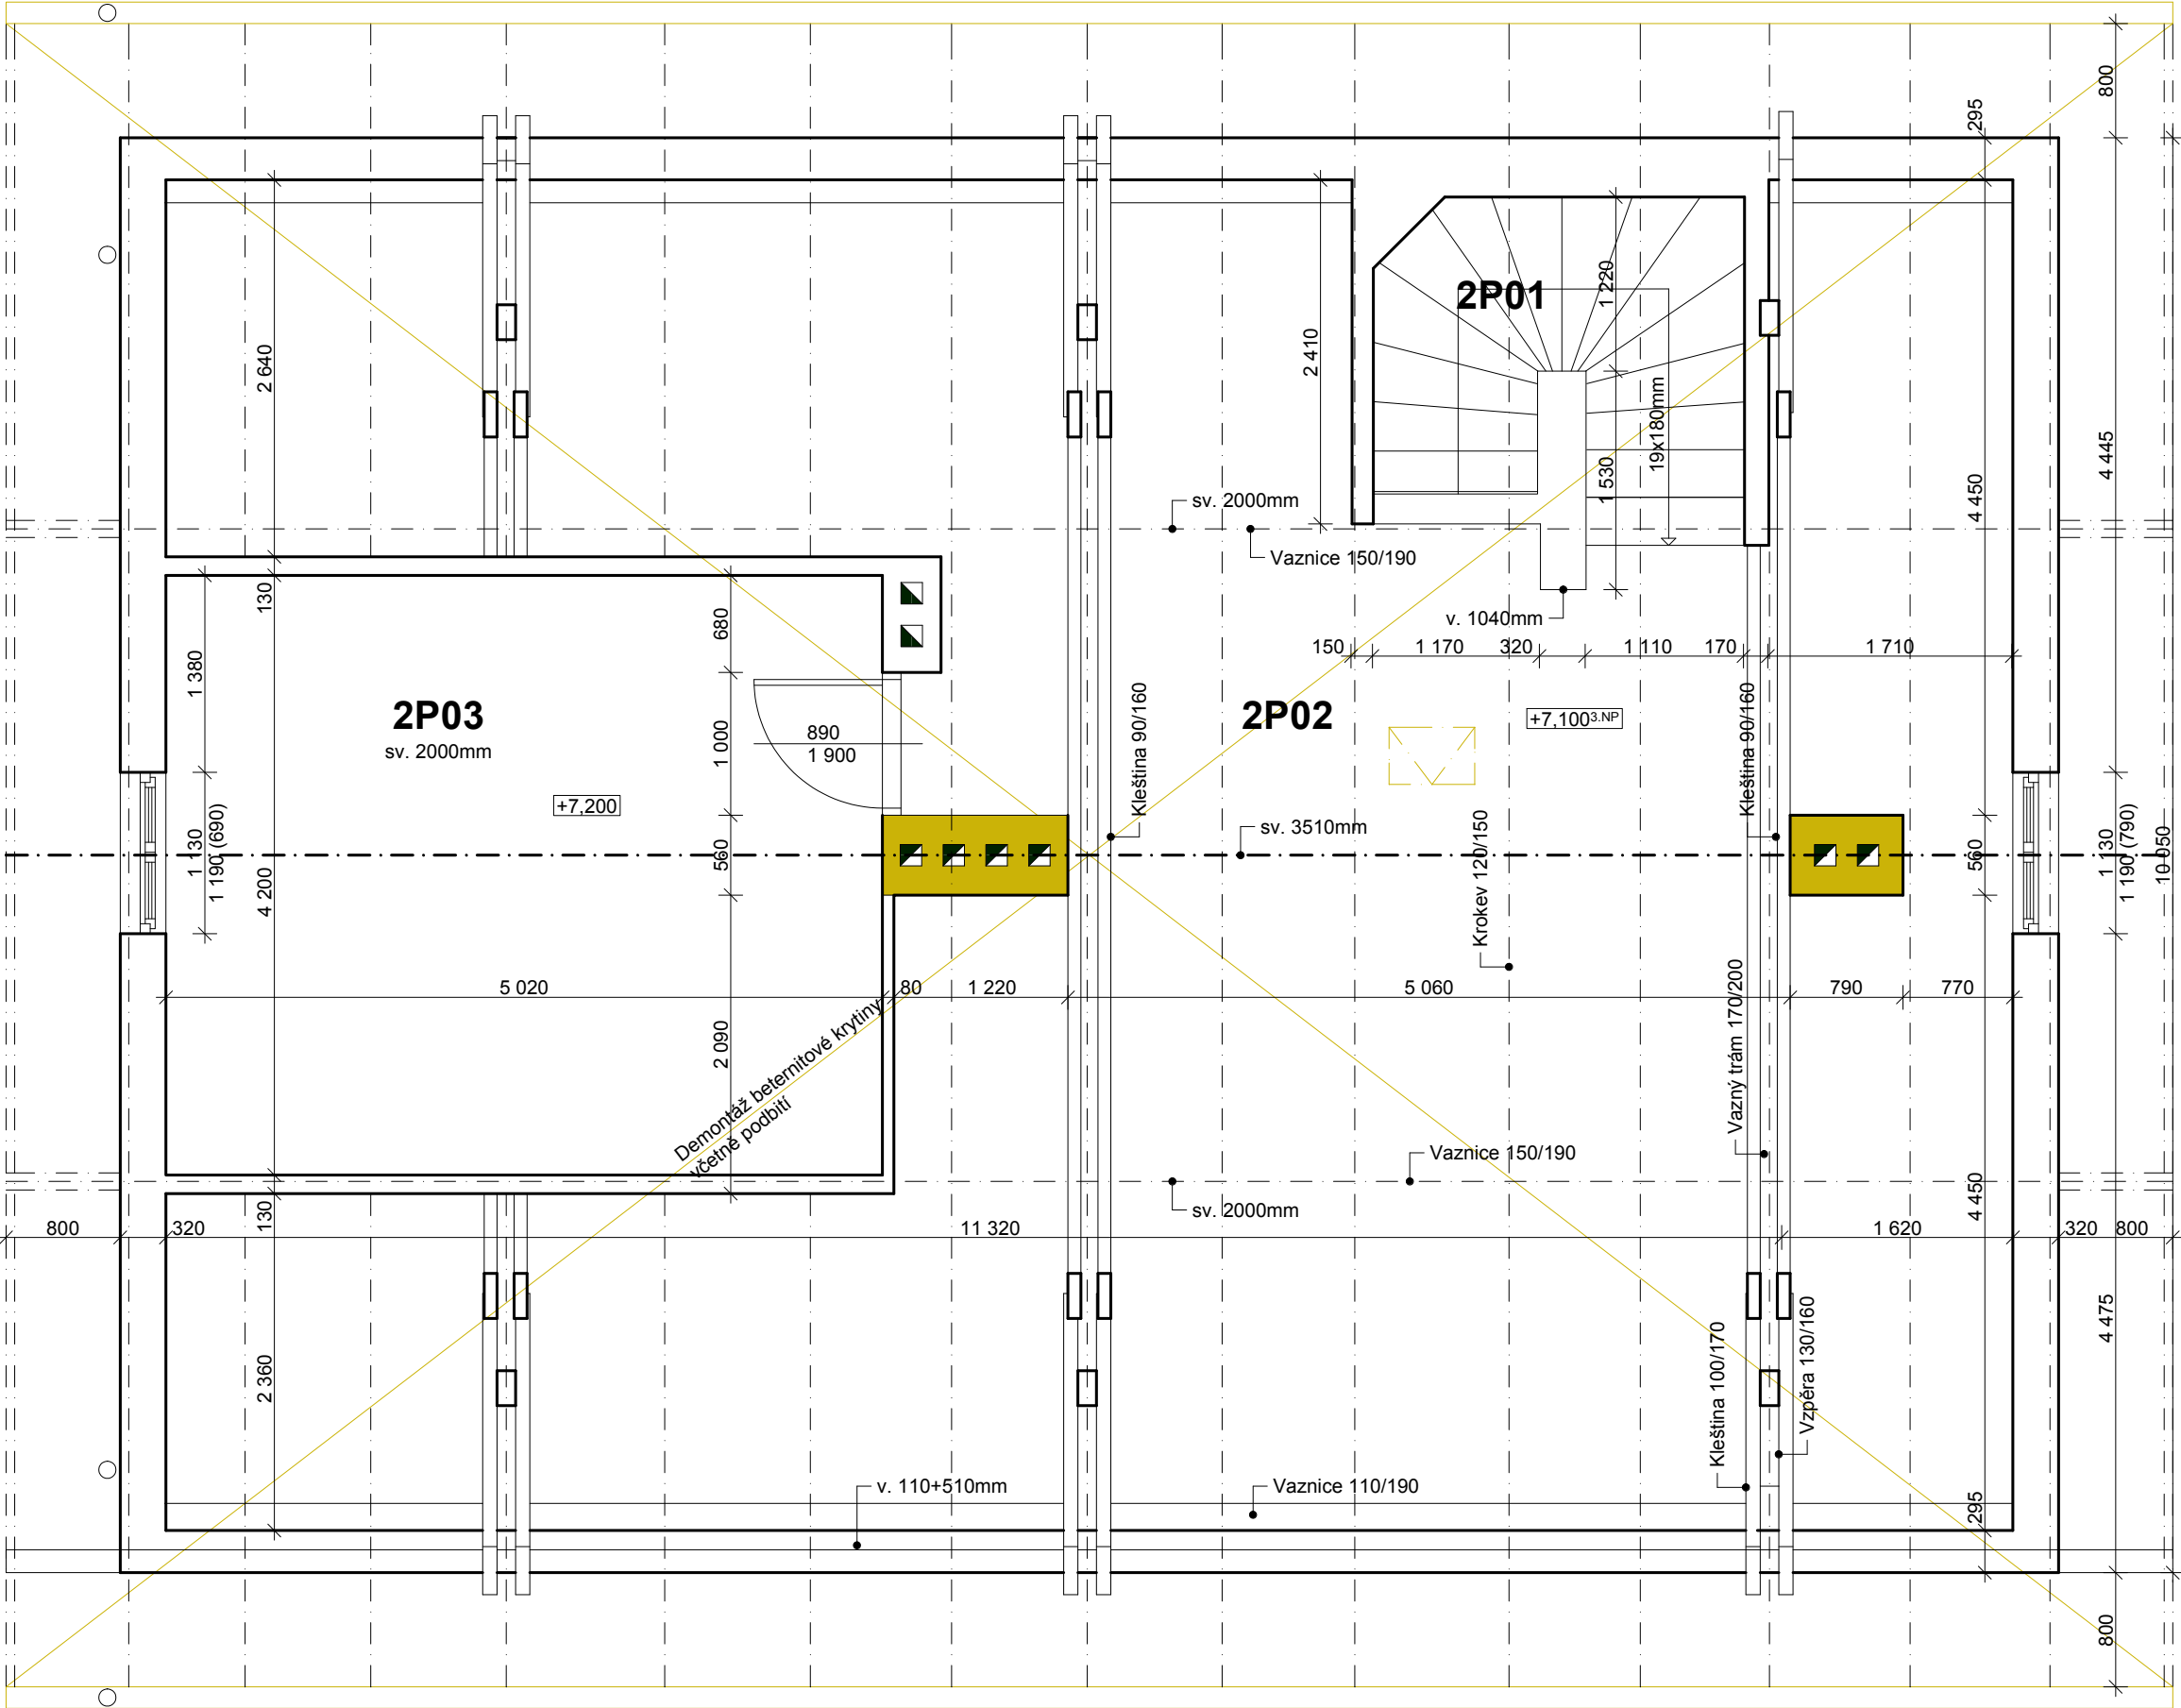 800
295
2 640
2 410
2P01
1 220
19x180mm
1 530
4 445
4 450
sv. 2000mm
Vaznice 150/190
130
680
v. 1040mm
150
1 170
320
1 110
170
1 710
1 380
2P03
sv. 2000mm
890
1 900
1 000
Kleština 90/160
2P02
+7,100 3.NP
Kleština 90/160
+7,200
1 130
1 190 (690)
4 200
560
sv. 3510mm
Krokev 120/150
560
1 130
1 190 (790)
10 050
5 020
80
1 220
5 060
790
770
2 090
Demontáž beternitové krytiny
včetně podbití
Vazný trám 170/200
Vaznice 150/190
sv. 2000mm
4 450
130
800
320
11 320
1 620
320
800
2 360
Kleština 100/170
Vzpěra 130/160
4 475
v. 110+510mm
Vaznice 110/190
295
800